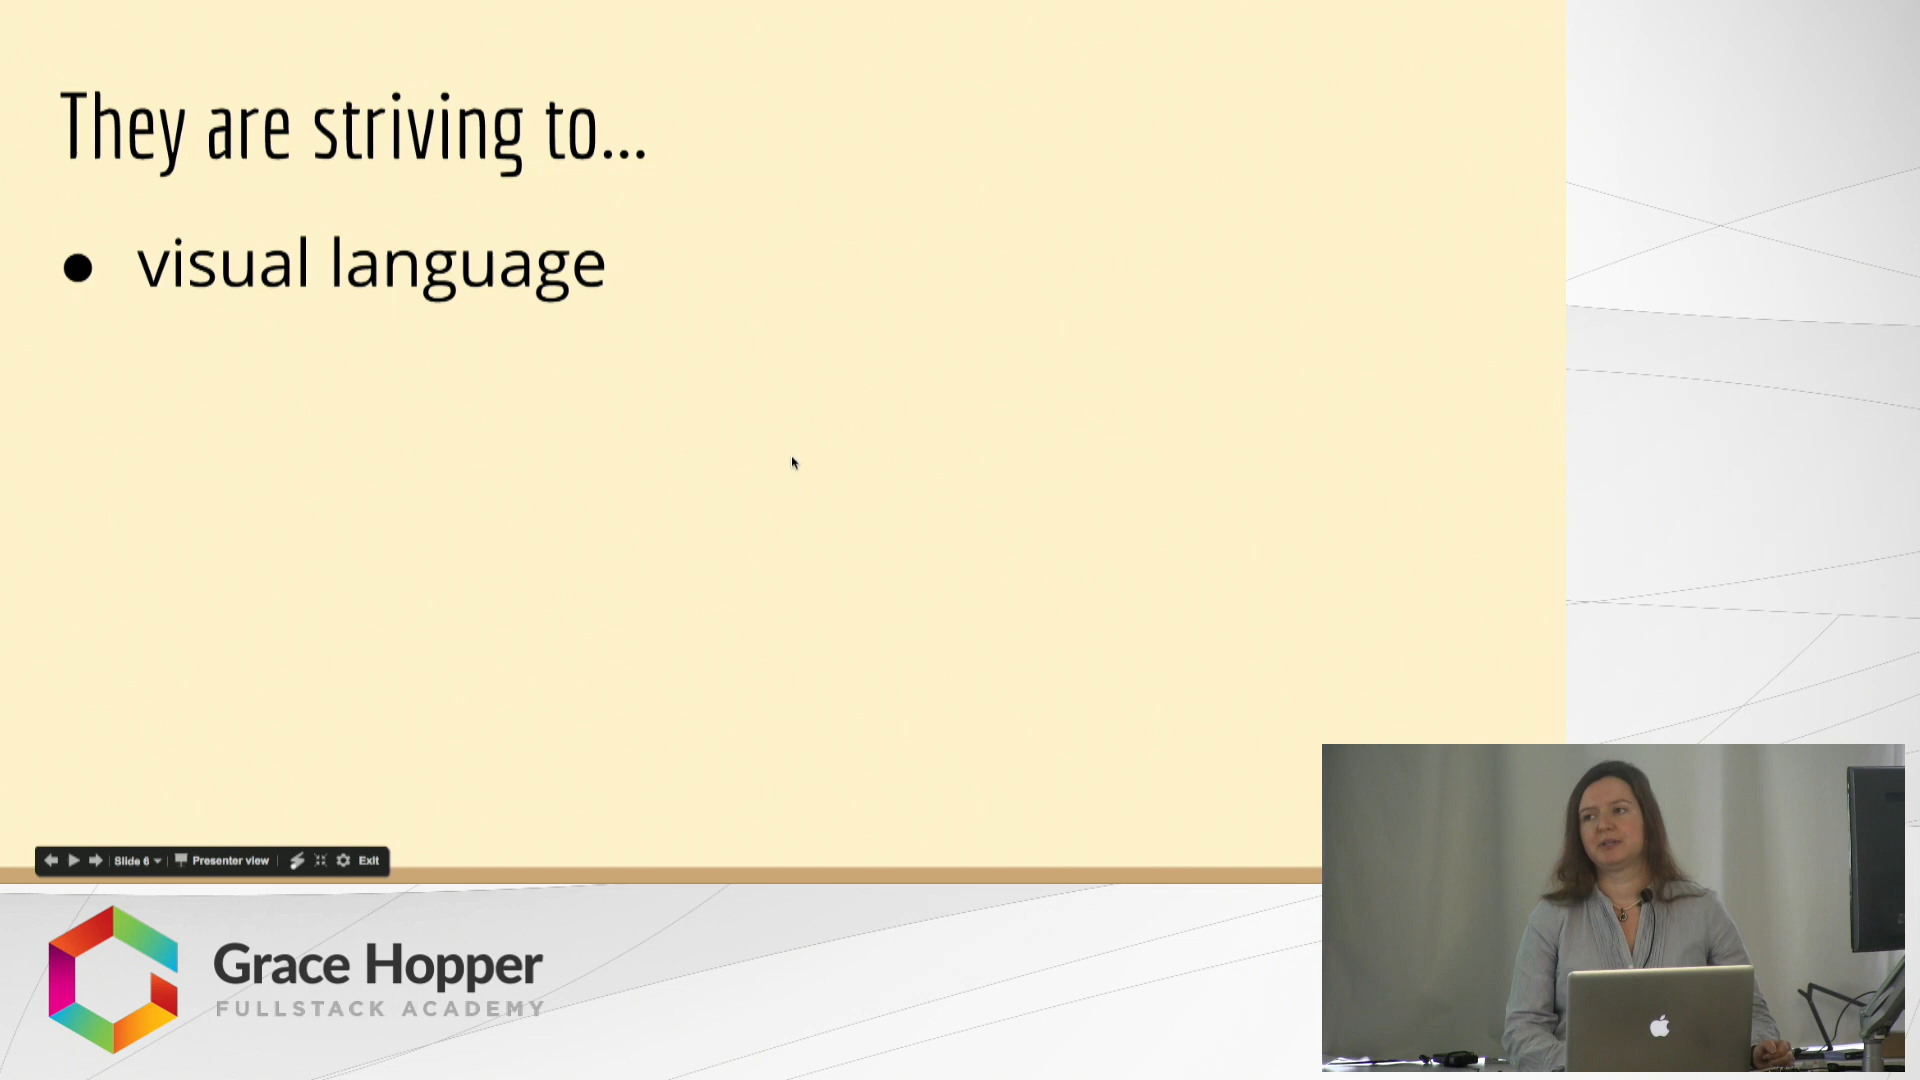 They are striving to...
● visual language
Slide 6
Presenter view
Exit
Grace Hopper
FULLSTACK ACADEMY